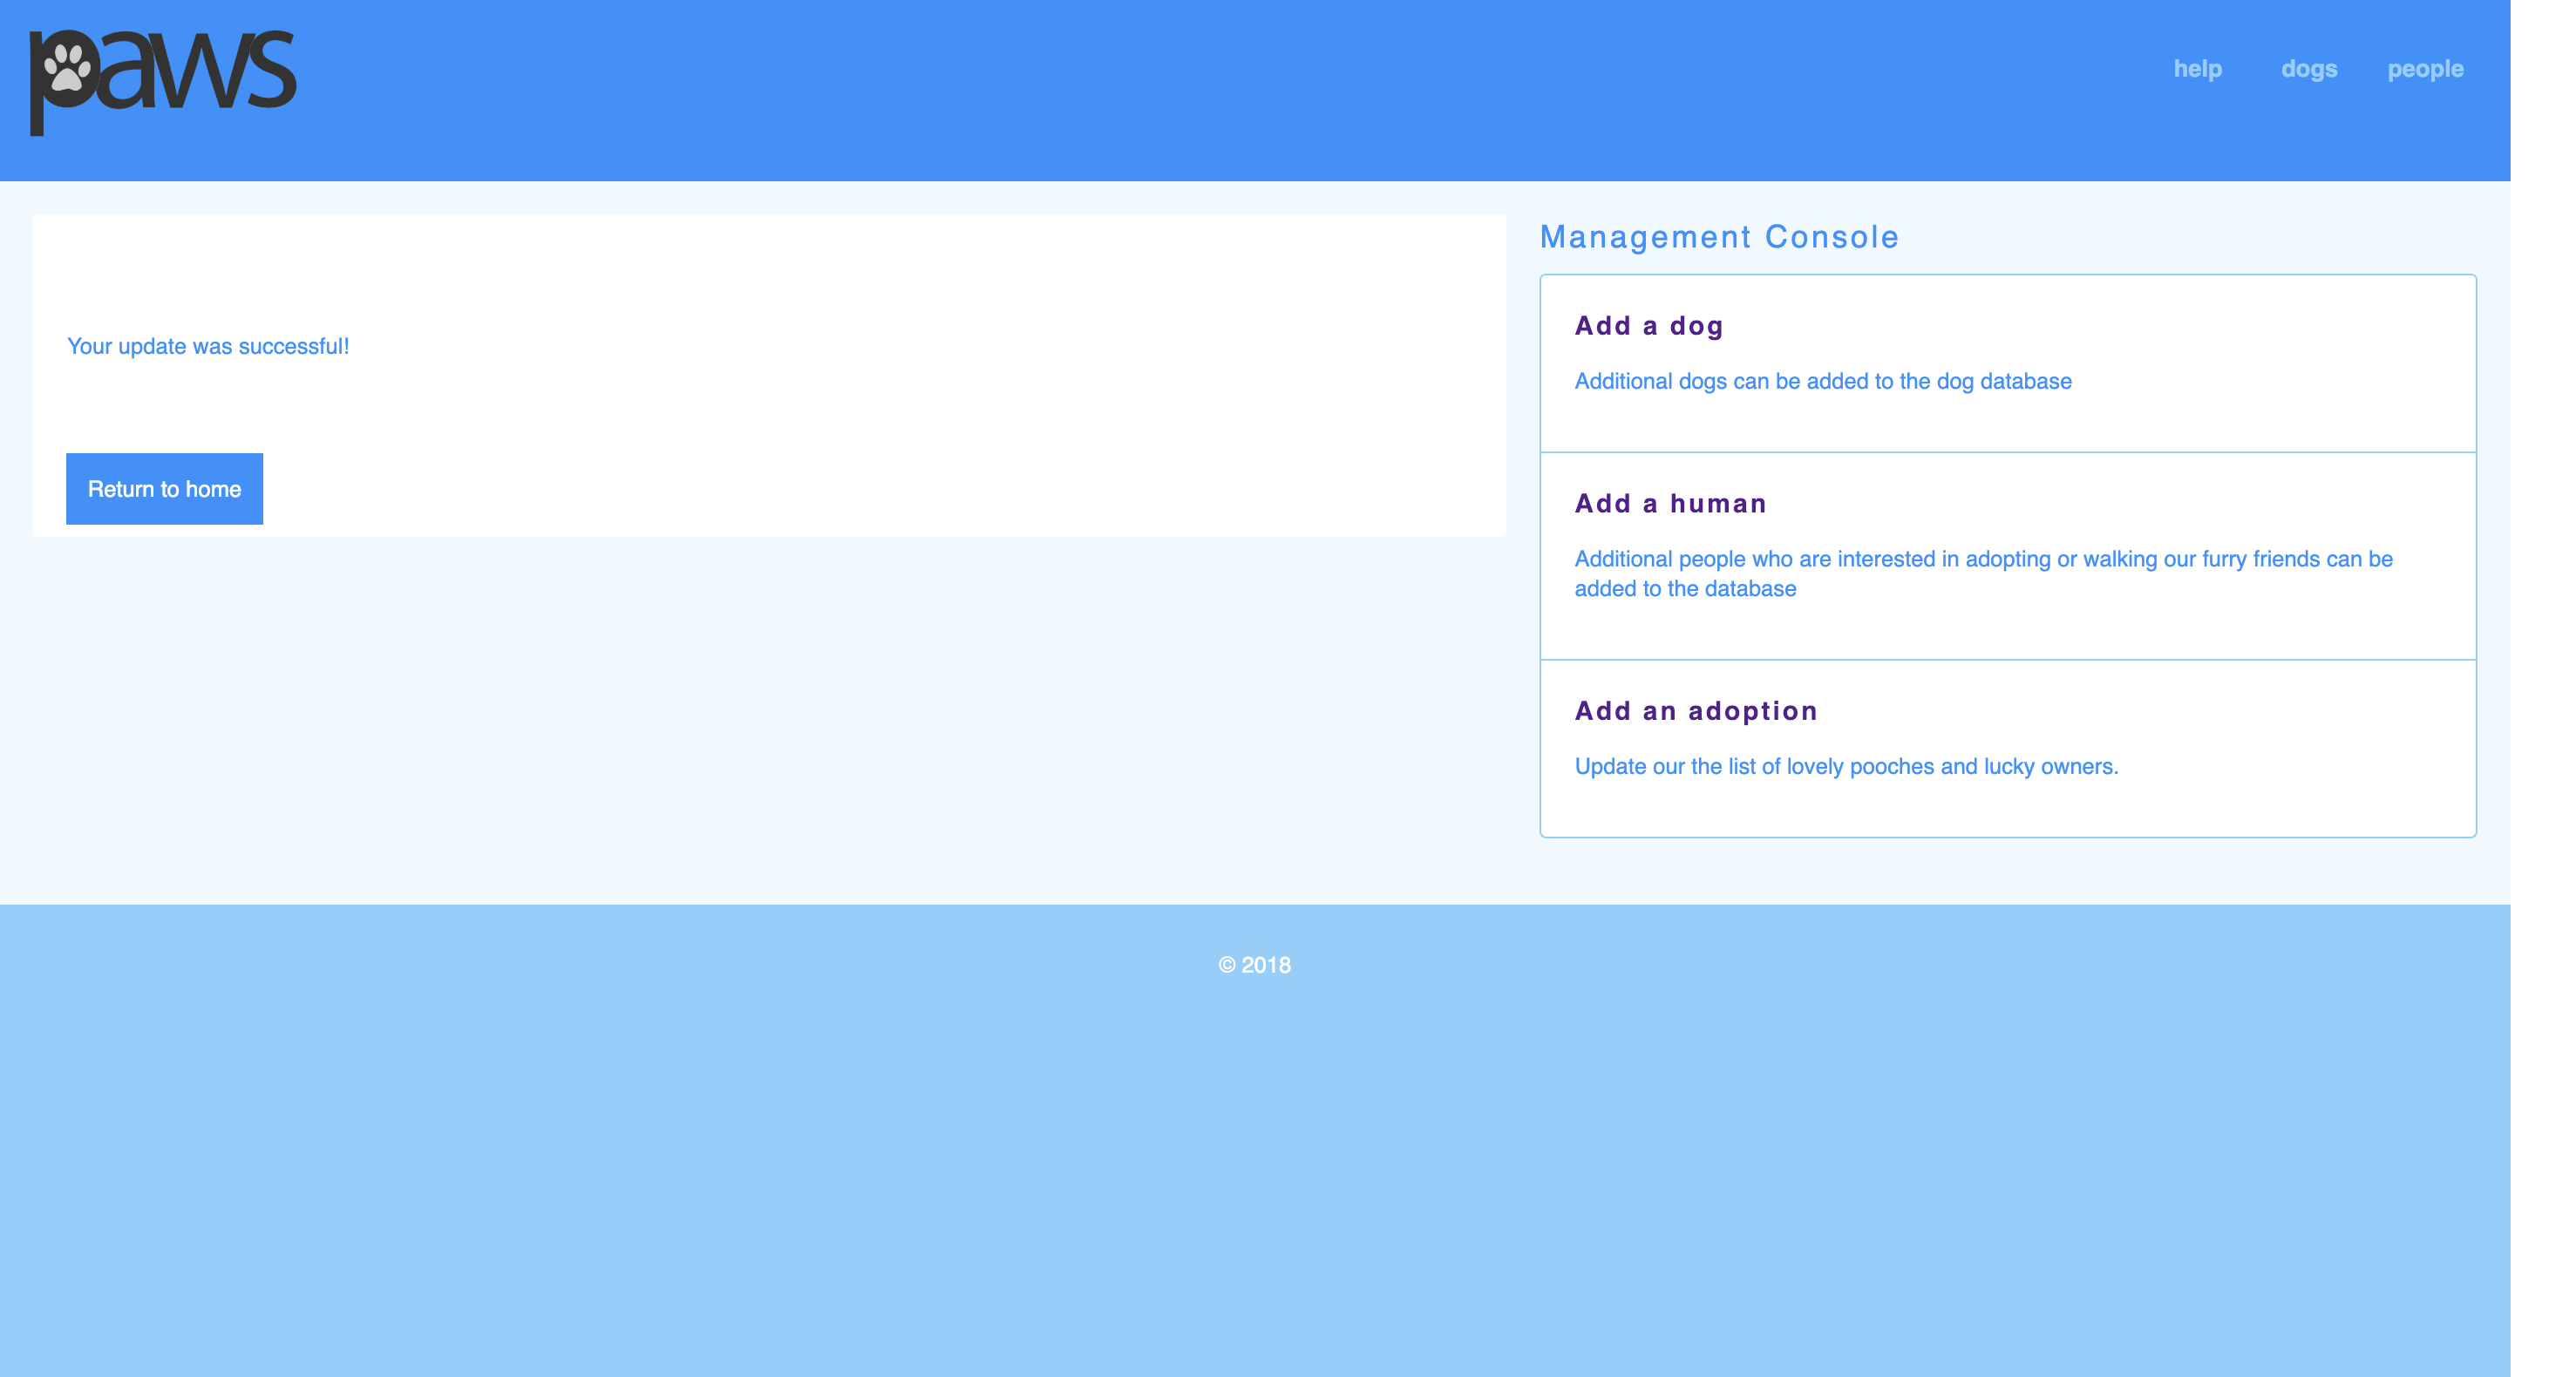 paws
help dogs people
Your update was successful!
Return to home
Management Console
Add a dog
Additional dogs can be added to the dog database
Add a human
Additional people who are interested in adopting or walking our furry friends can be
added to the database
Add an adoption
Update our the list of lovely pooches and lucky owners.
© 2018